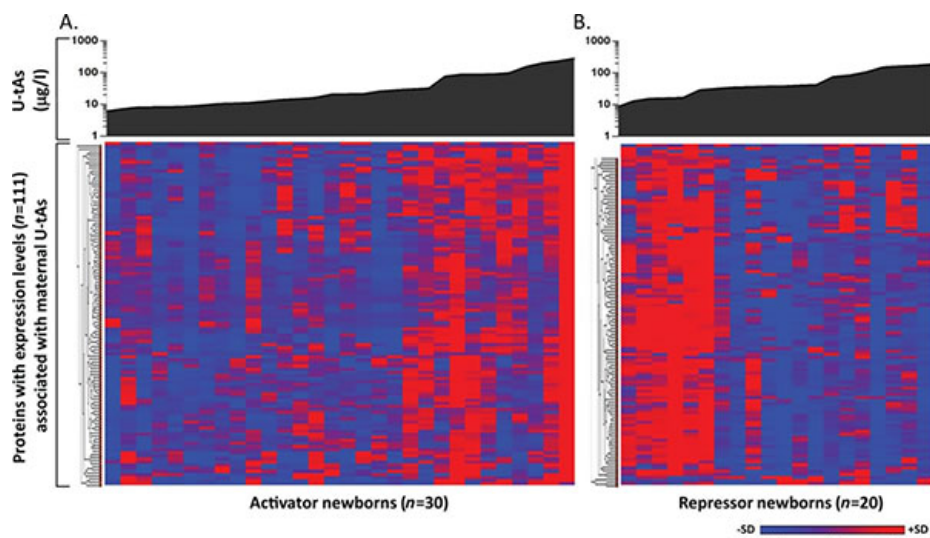 A.
B.
U-tAs
(µg/l)
1000
100
10
1
1000
100
10
1
Proteins with expression levels (n=111)
associated with maternal U-tAs
Activator newborns (n=30)
Repressor newborns (n=20)
-SD
+SD